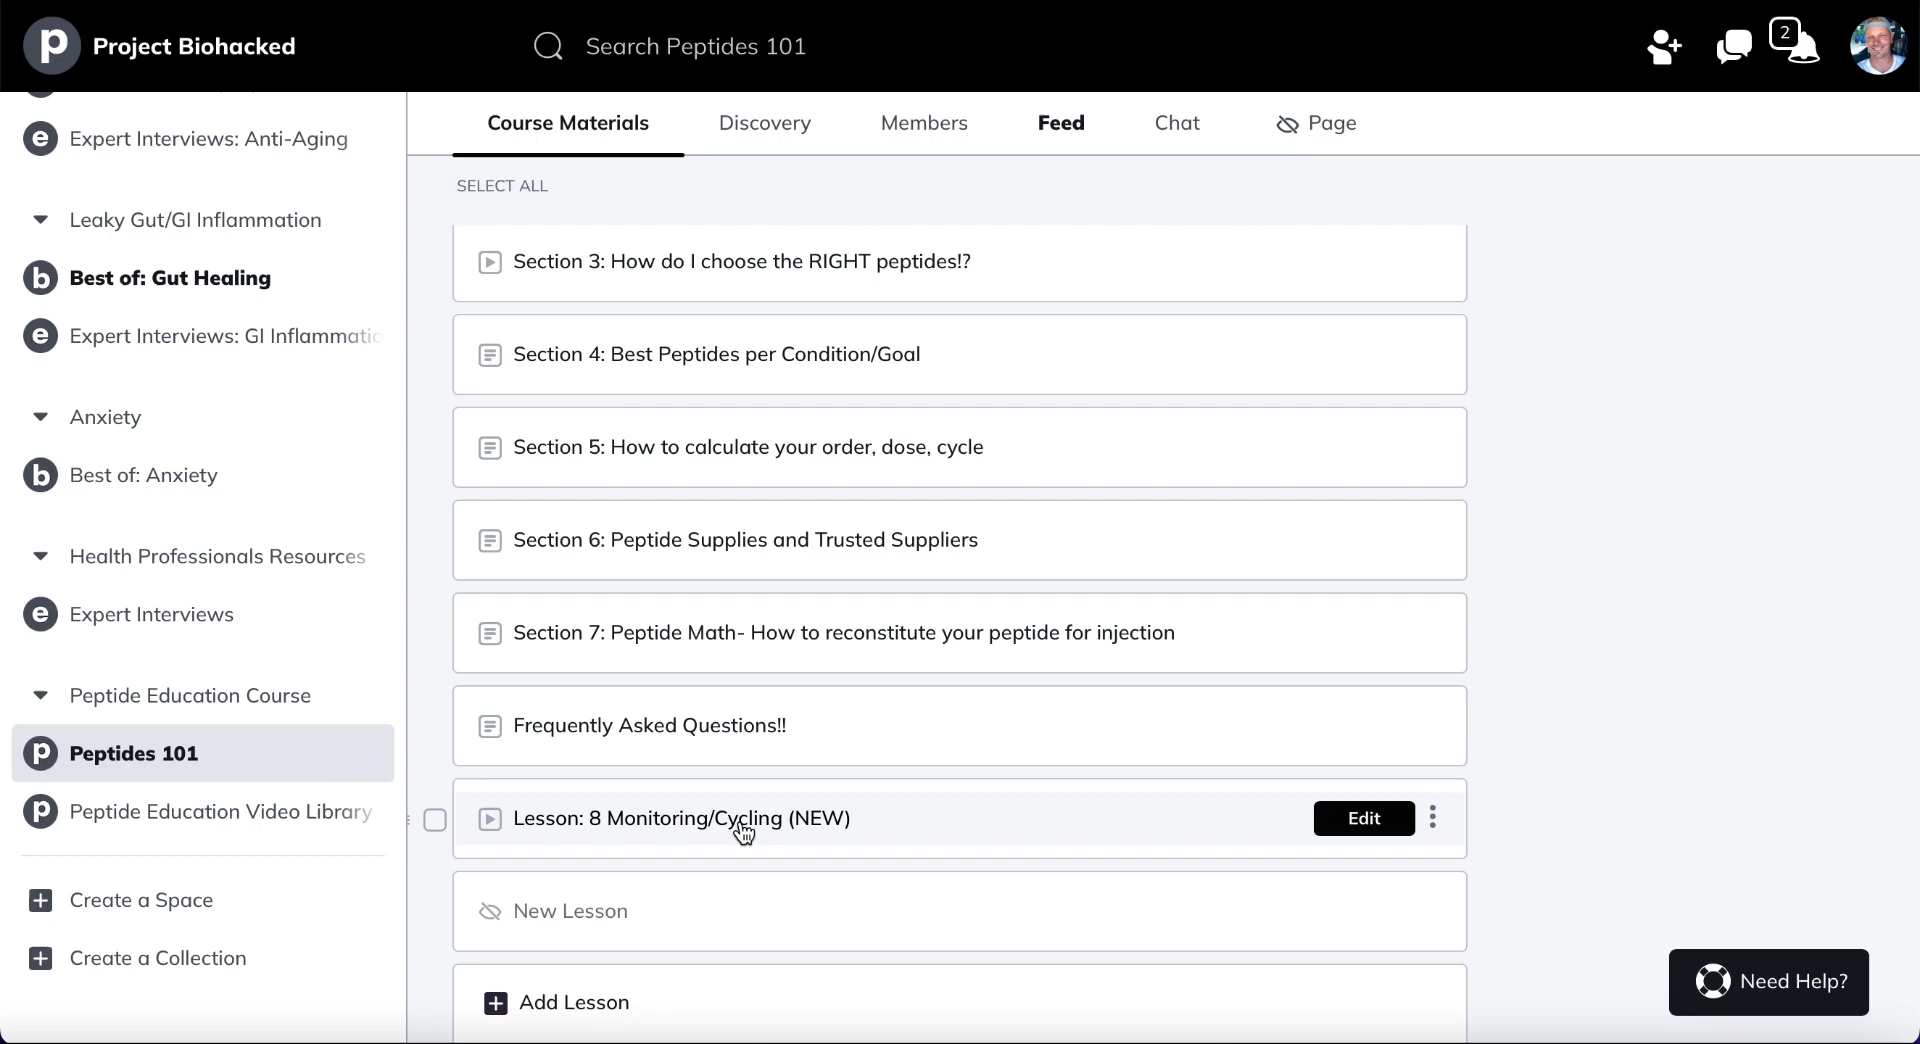 p Project Biohacked
Search Peptides 101
2
e Expert Interviews: Anti-Aging
Leaky Gut/GI Inflammation
b Best of: Gut Healing
e Expert Interviews: GI Inflammatio
Anxiety
b Best of: Anxiety
Health Professionals Resources
e Expert Interviews
Peptide Education Course
p Peptides 101
p Peptide Education Video Library
Create a Space
Create a Collection
Course Materials
Discovery
Members
Feed
Chat
Page
SELECT ALL
Section 3: How do I choose the RIGHT peptides!?
Section 4: Best Peptides per Condition/Goal
Section 5: How to calculate your order, dose, cycle
Section 6: Peptide Supplies and Trusted Suppliers
Section 7: Peptide Math- How to reconstitute your peptide for injection
Frequently Asked Questions!!
Lesson: 8 Monitoring/Cycling (NEW)
Edit
New Lesson
Add Lesson
Need Help?